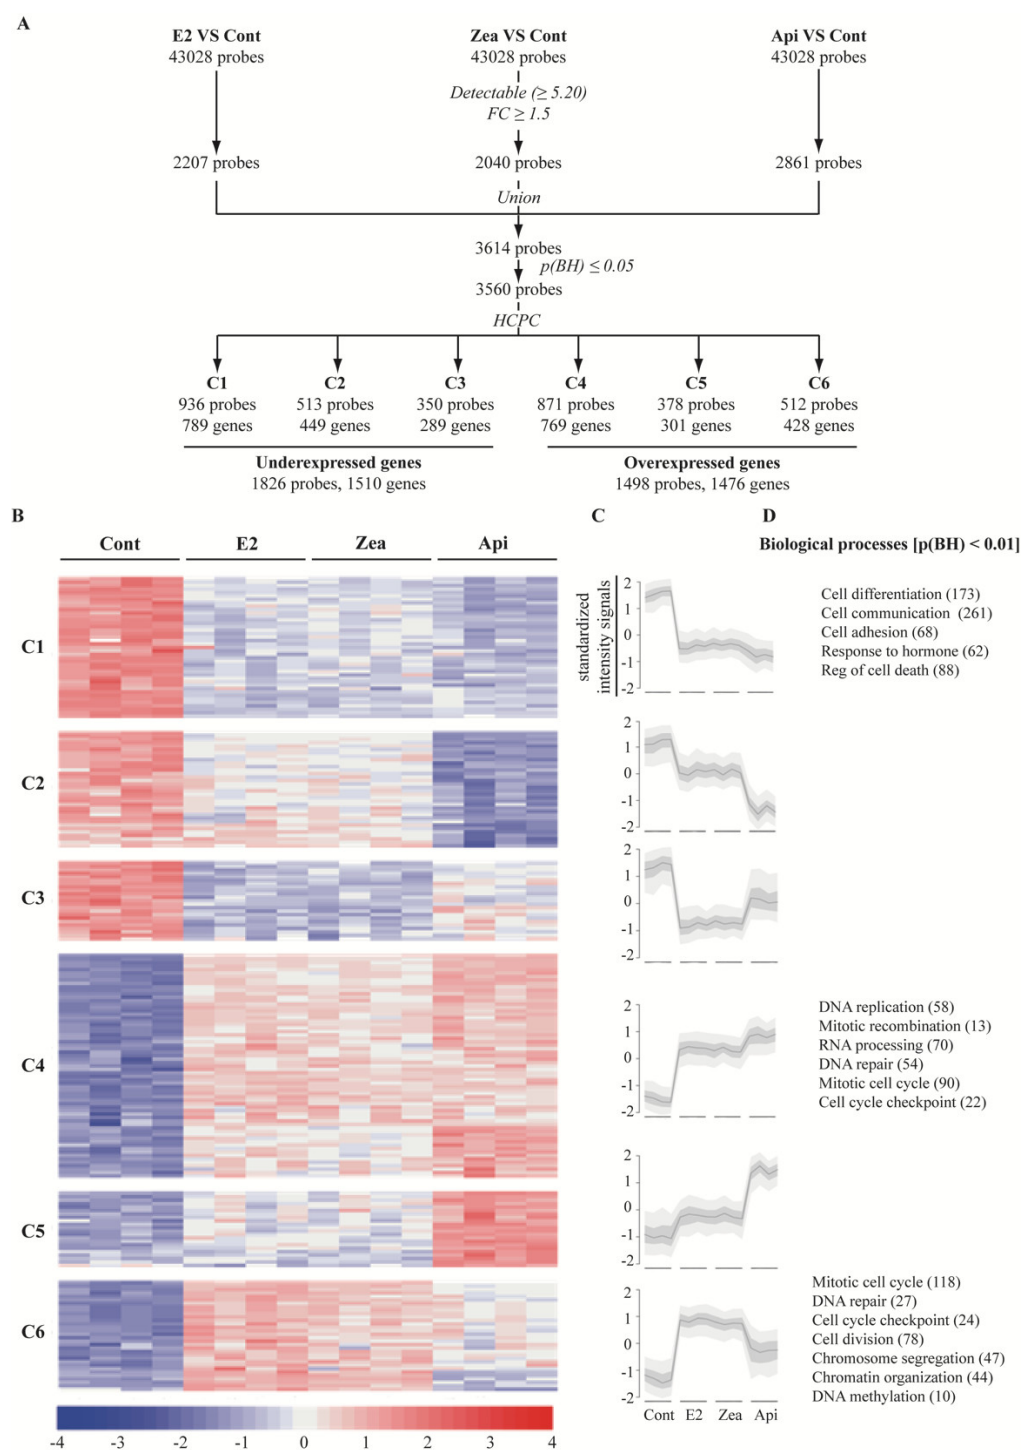 A
E2 VS Cont
43028 probes
Zea VS Cont
43028 probes
Api VS Cont
43028 probes
Detectable (≥ 5.20)
FC ≥ 1.5
2207 probes
2040 probes
2861 probes
Union
3614 probes
p(BH) ≤ 0.05
3560 probes
HCPC
C1
936 probes
789 genes
C2
513 probes
449 genes
C3
350 probes
289 genes
C4
871 probes
769 genes
C5
378 probes
301 genes
C6
512 probes
428 genes
Underexpressed genes
1826 probes, 1510 genes
Overexpressed genes
1498 probes, 1476 genes
B
Cont
E2
Zea
Api
C1
C2
C3
C4
C5
C6
-4
-3
-2
-1
0
1
2
3
4
C
standardized
intensity signals
2
1
0
-1
-2
2
1
0
-1
-2
2
1
0
-1
-2
2
1
0
-1
-2
2
1
0
-1
-2
2
1
0
-1
-2
Cont
E2
Zea
Api
D
Biological processes [p(BH) < 0.01]
Cell differentiation (173)
Cell communication (261)
Cell adhesion (68)
Response to hormone (62)
Reg of cell death (88)
DNA replication (58)
Mitotic recombination (13)
RNA processing (70)
DNA repair (54)
Mitotic cell cycle (90)
Cell cycle checkpoint (22)
Mitotic cell cycle (118)
DNA repair (27)
Cell cycle checkpoint (24)
Cell division (78)
Chromosome segregation (47)
Chromatin organization (44)
DNA methylation (10)